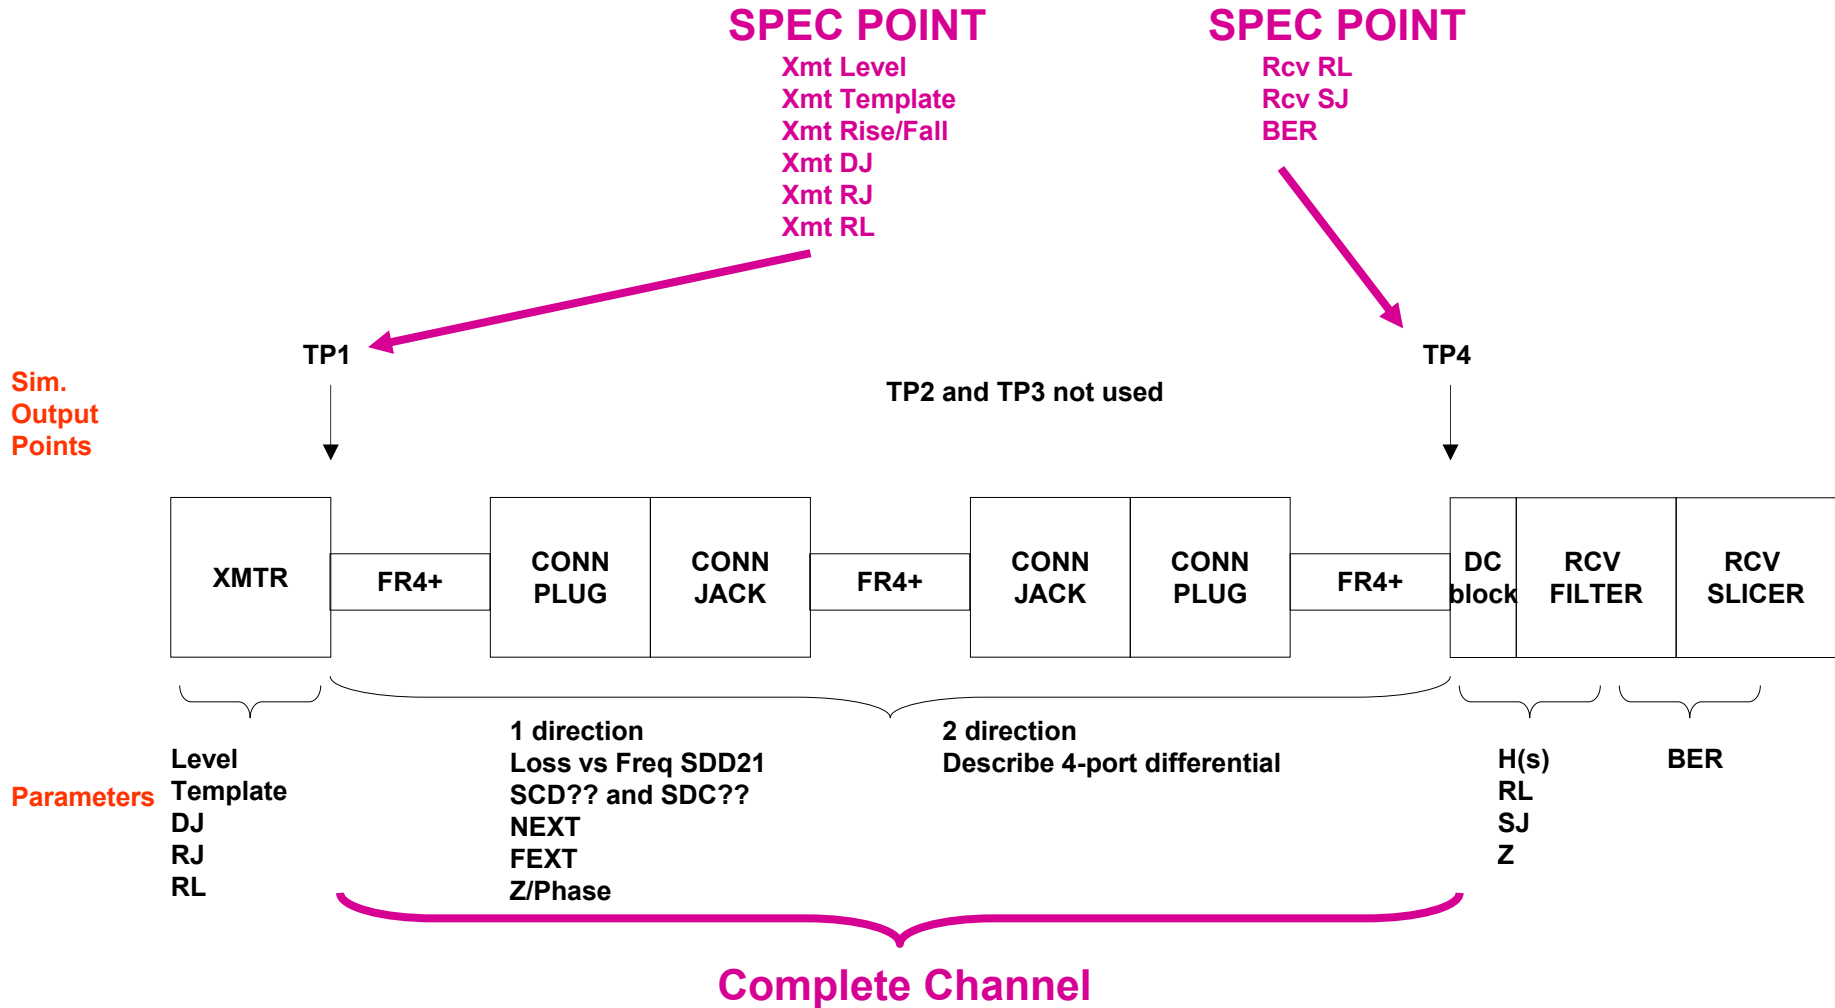 SPEC POINT
Xmt Level
Xmt Template
Xmt Rise/Fall
Xmt DJ
Xmt RJ
Xmt RL
SPEC POINT
Rcv RL
Rcv SJ
BER
TP1
TP4
Sim.
Output
Points
TP2 and TP3 not used
XMTR
FR4+
CONN
PLUG
CONN
JACK
FR4+
CONN
JACK
CONN
PLUG
FR4+
DC
block
RCV
FILTER
RCV
SLICER
Parameters
Level
Template
DJ
RJ
RL
1 direction
Loss vs Freq SDD21
SCD?? and SDC??
NEXT
FEXT
Z/Phase
2 direction
Describe 4-port differential
H(s)
RL
SJ
Z
BER
Complete Channel